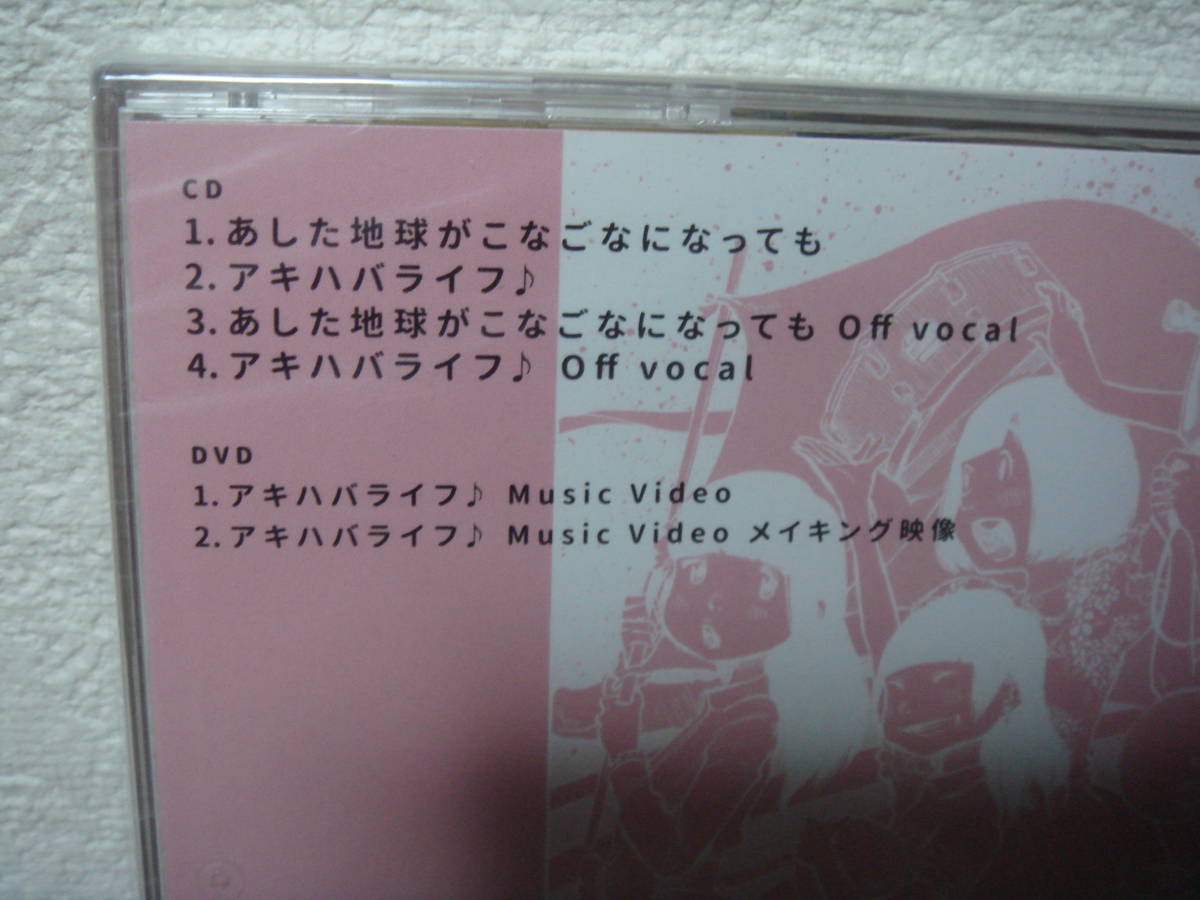 CD
1. あした地球がこなごなになっても
2. アキハバライフ♪
3. あした地球がこなごなになっても Off vocal
4. アキハバライフ♪ Off vocal
DVD
1. アキハバライフ♪ Music Video
2. アキハバライフ♪ Music Video メイキング映像